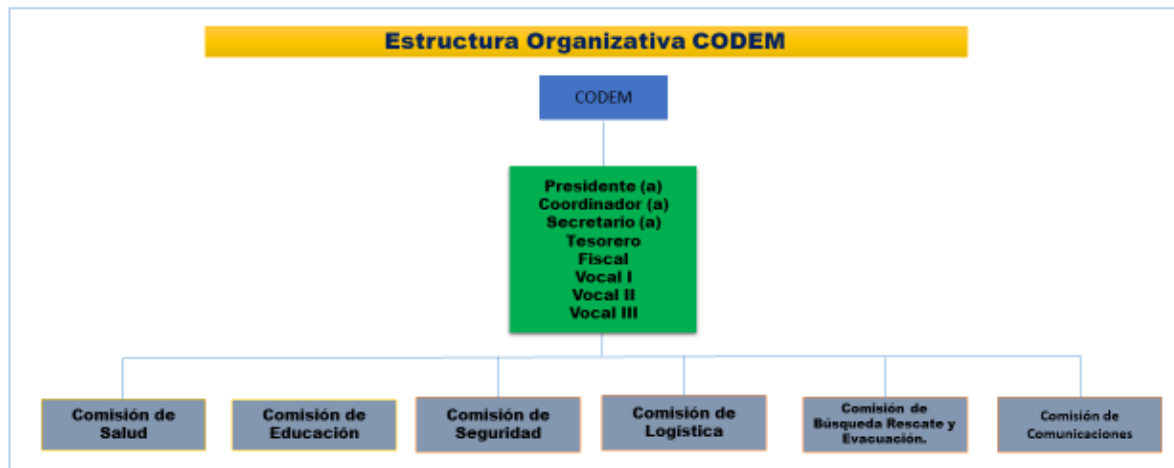 Estructura Organizativa CODEM
CODEM
Presidente (a)
Coordinador (a)
Secretario (a)
Tesorero
Fiscal
Vocal I
Vocal II
Vocal III
Comisión de
Salud
Comisión de
Educación
Comisión de
Seguridad
Comisión de
Logística
Comisión de
Búsqueda Rescate y
Evacuación.
Comisión de
Comunicaciones